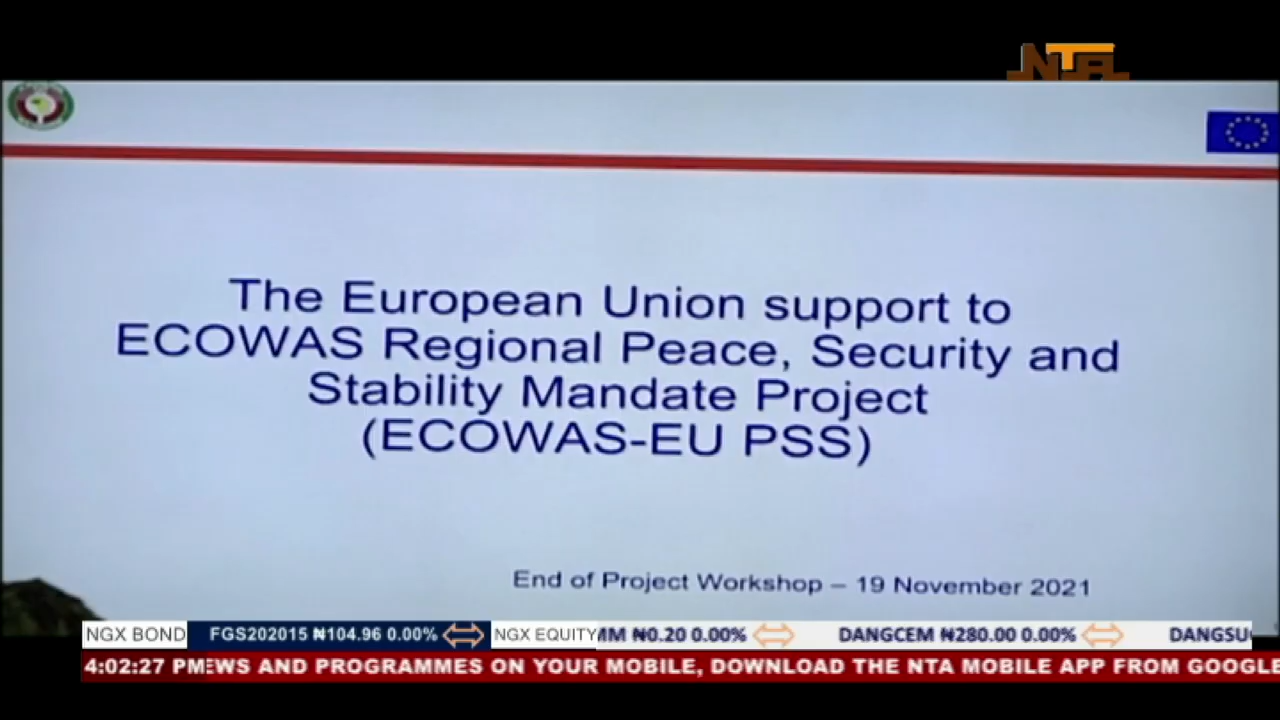 NTA
The European Union support to
ECOWAS Regional Peace, Security and
Stability Mandate Project
(ECOWAS-EU PSS)
End of Project Workshop – 19 November 2021
NGX BOND FGS202015 ₦104.96 0.00% NGX EQUITY ₦0.20 0.00% DANGCEM ₦280.00 0.00%
4:02:27 PM AND PROGRAMMES ON YOUR MOBILE, DOWNLOAD THE NTA MOBILE APP FROM GOOGLE